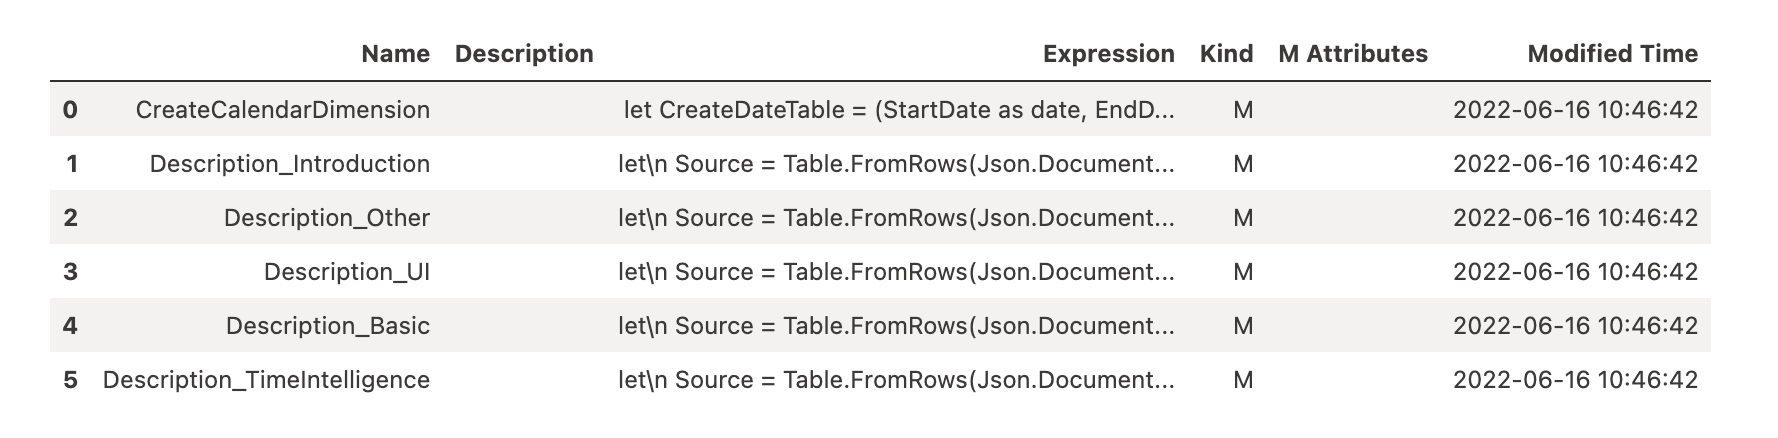 Name Description Expression Kind M Attributes Modified Time
0 CreateCalendarDimension let CreateDateTable = (StartDate as date, EndD... M 2022-06-16 10:46:42
1 Description_Introduction let\n Source = Table.FromRows(Json.Document... M 2022-06-16 10:46:42
2 Description_Other let\n Source = Table.FromRows(Json.Document... M 2022-06-16 10:46:42
3 Description_UI let\n Source = Table.FromRows(Json.Document... M 2022-06-16 10:46:42
4 Description_Basic let\n Source = Table.FromRows(Json.Document... M 2022-06-16 10:46:42
5 Description_TimeIntelligence let\n Source = Table.FromRows(Json.Document... M 2022-06-16 10:46:42